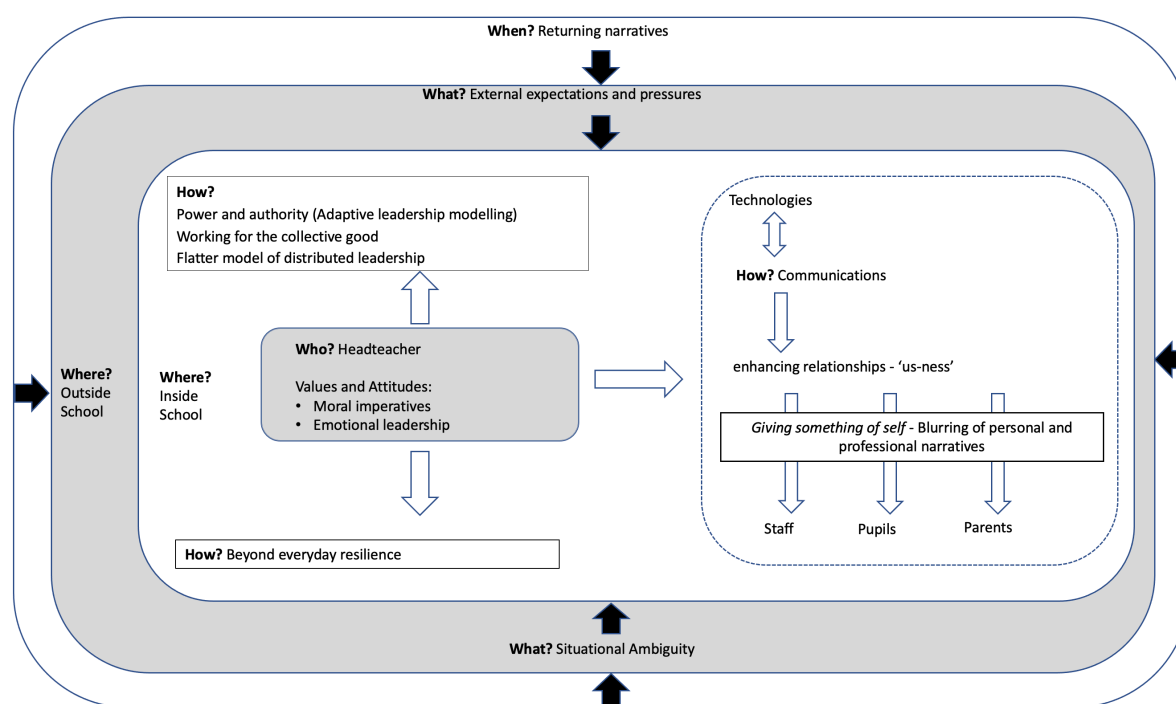 When? Returning narratives
What? External expectations and pressures
How?
Power and authority (Adaptive leadership modelling)
Working for the collective good
Flatter model of distributed leadership
Technologies
How? Communications
enhancing relationships - ‘us-ness’
Giving something of self - Blurring of personal and
professional narratives
Staff
Pupils
Parents
Where?
Outside
School
Where?
Inside
School
Who? Headteacher
Values and Attitudes:
• Moral imperatives
• Emotional leadership
How? Beyond everyday resilience
What? Situational Ambiguity